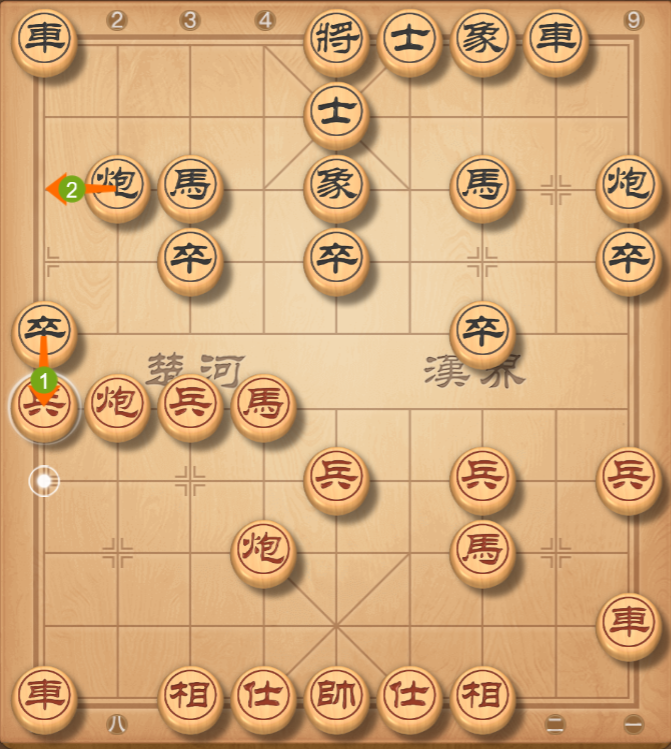 車 2 3 4 將 士 象 車 9
士
2 炮 馬 象 馬 炮
卒 卒 卒
卒 卒
楚河 漢界
1
兵 炮 兵 馬
兵 兵 兵
炮 馬
車
車 八 相 仕 帥 仕 相 二 一